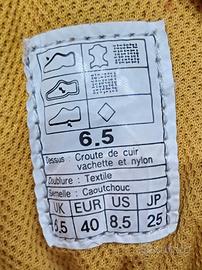 6.5
Dessus : Croute de cuir
vachette et nylon
Doublure : Textile
Semelle : Caoutchouc
UK EUR US JP
6.5 40 8.5 25